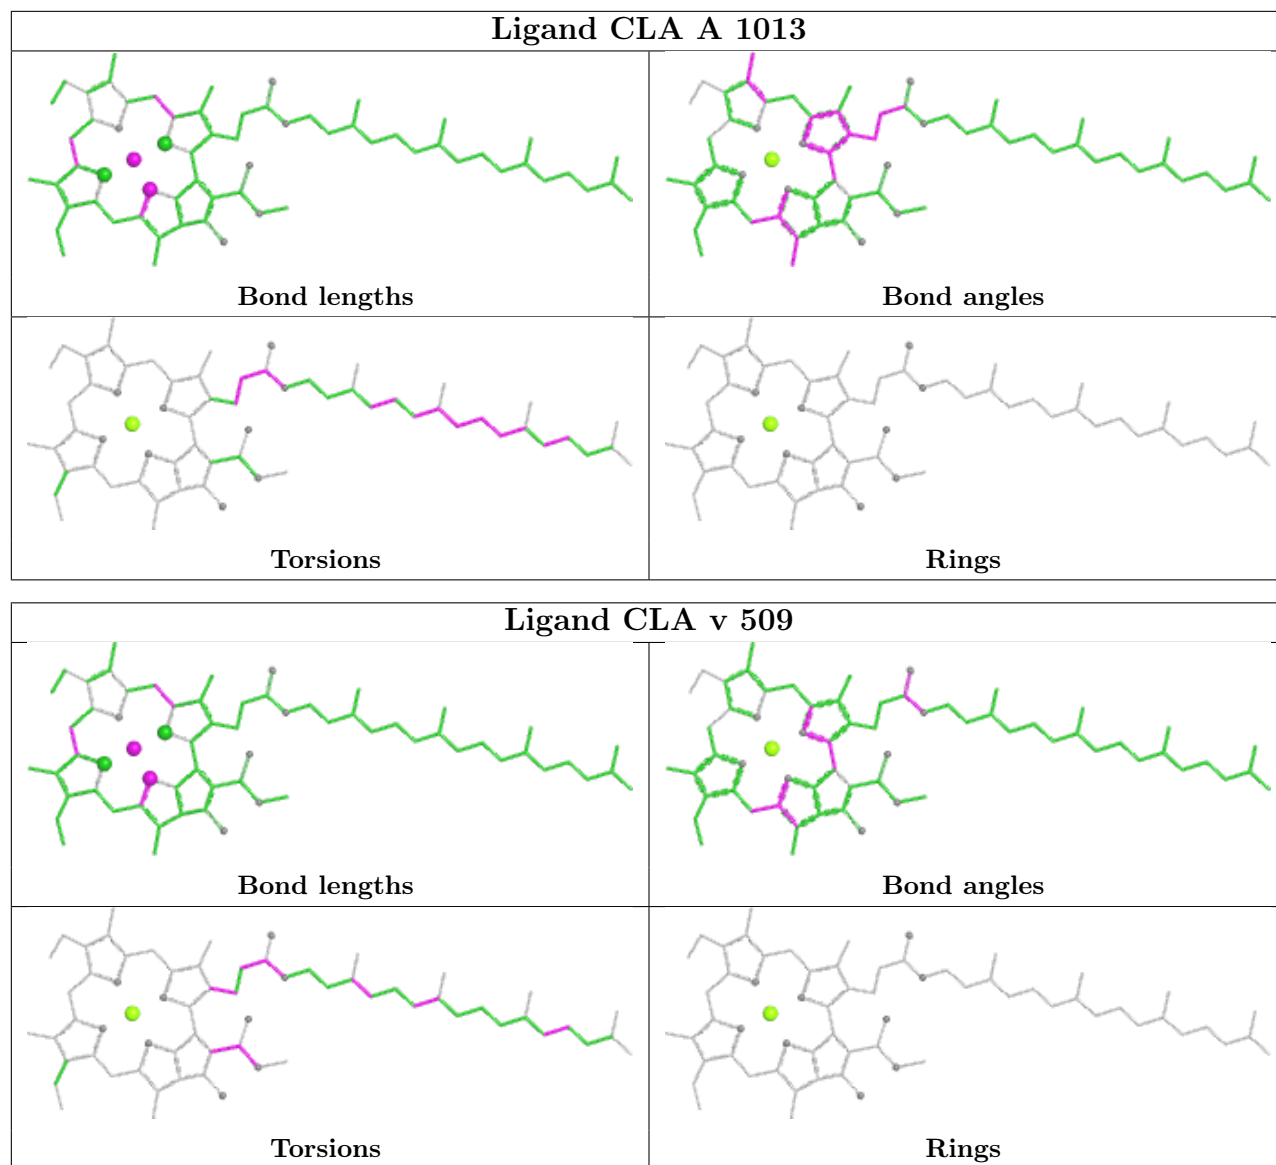 Ligand CLA A 1013
Bond lengths
Bond angles
Torsions
Rings
Ligand CLA v 509
Bond lengths
Bond angles
Torsions
Rings